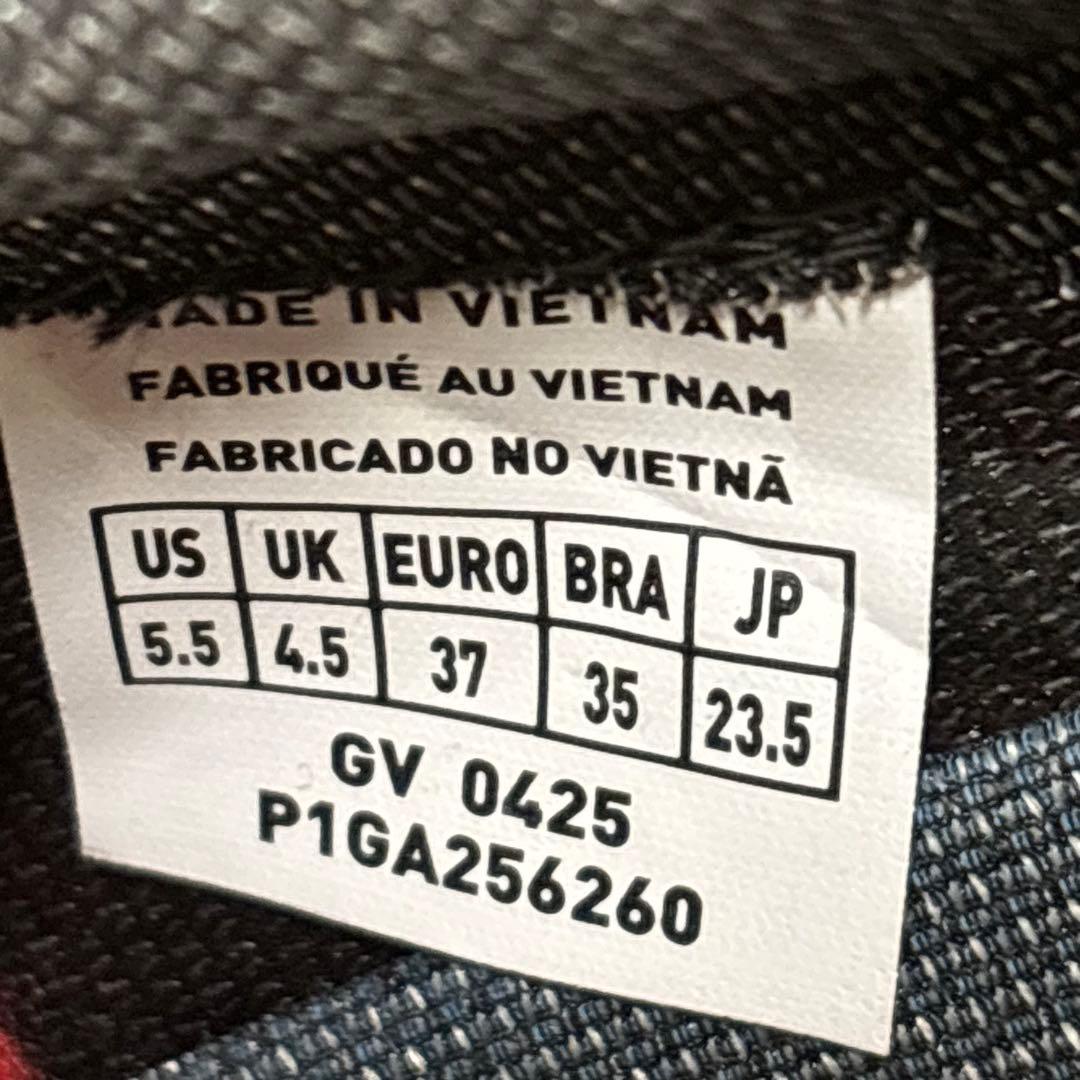 MADE IN VIETNAM
FABRIQUÉ AU VIETNAM
FABRICADO NO VIETNÃ
US UK EURO BRA JP
5.5 4.5 37 35 23.5
GV 0425
P1GA256260